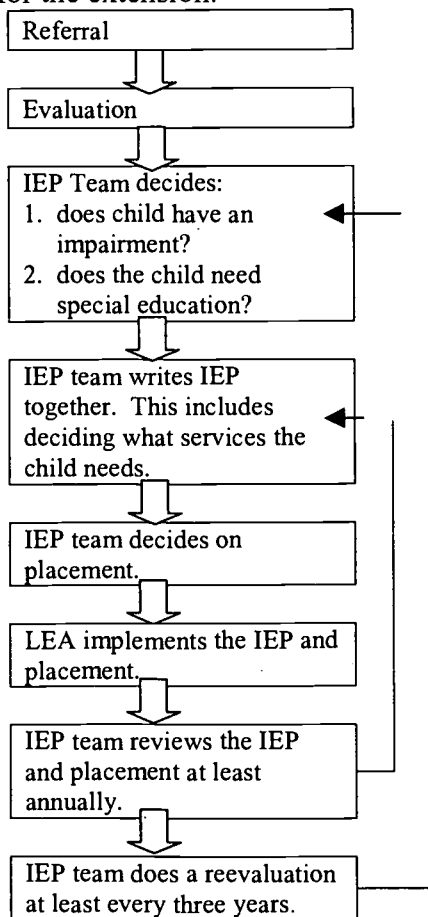 for the extension.
Referral
Evaluation
IEP Team decides:
1. does child have an
impairment?
2. does the child need
special education?
IEP team writes IEP
together. This includes
deciding what services the
child needs.
IEP team decides on
placement.
LEA implements the IEP and
placement.
IEP team reviews the IEP
and placement at least
annually.
IEP team does a reevaluation
at least every three years.